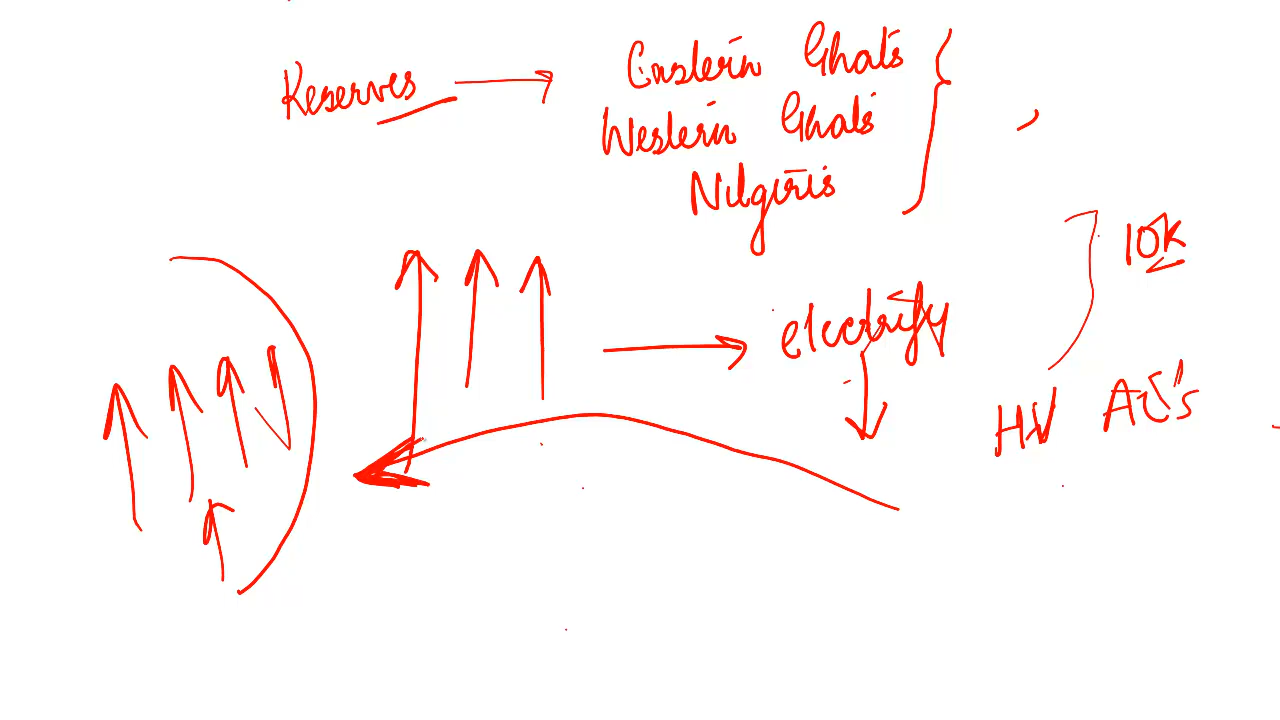 Reserves
Eastern Ghats
Western Ghats
Nilgiris
10K
electrify
HV AC's